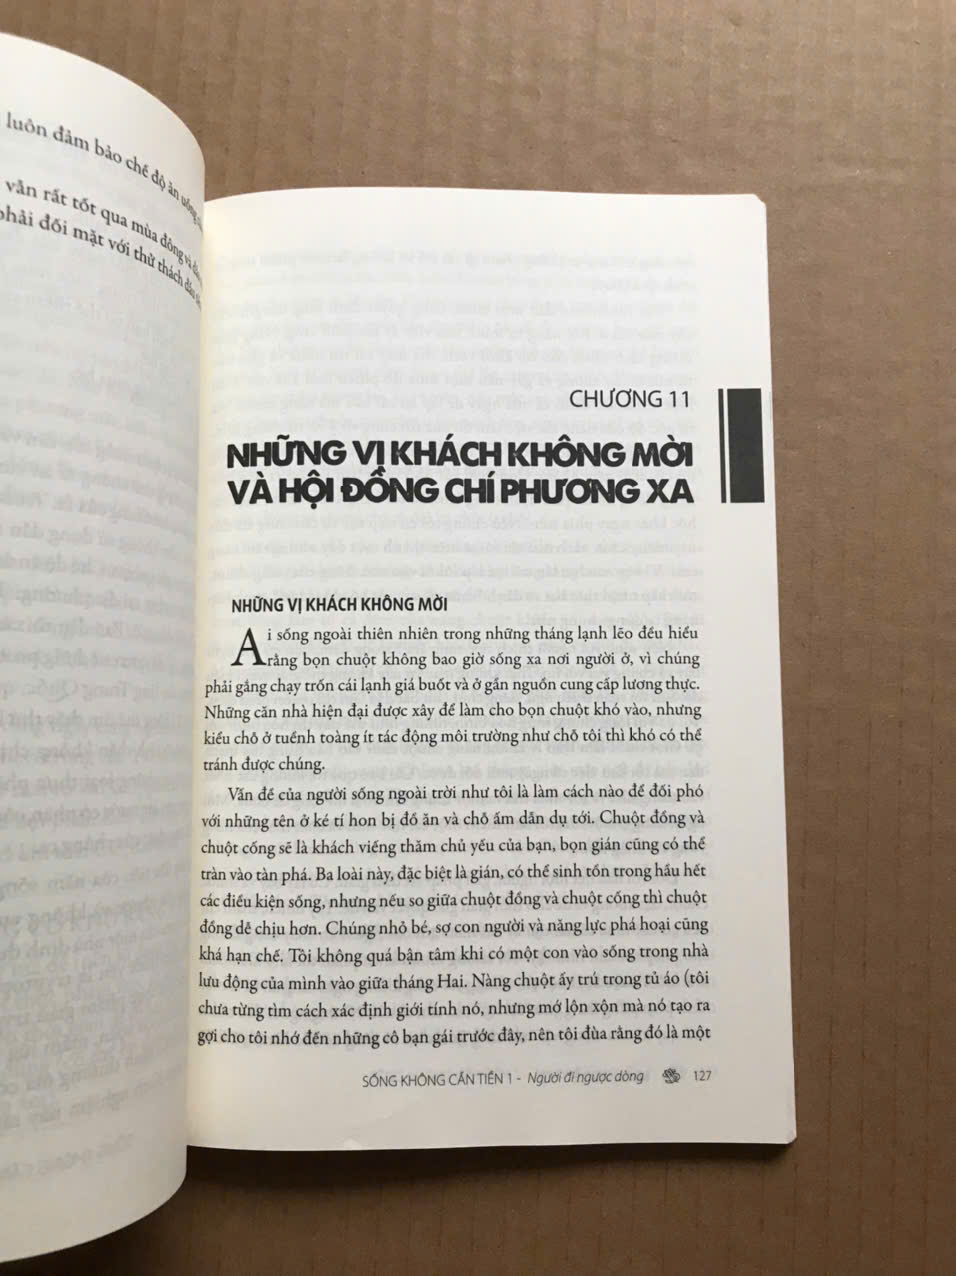 luôn đảm bảo chế độ ăn uống
vẫn rất tốt qua mùa đông và
phải đối mặt với thử thách đầu
CHƯƠNG 11
NHỮNG VỊ KHÁCH KHÔNG MỜI
VÀ HỘI ĐỒNG CHÍ PHƯƠNG XA
NHỮNG VỊ KHÁCH KHÔNG MỜI
Ai sống ngoài thiên nhiên trong những tháng lạnh lẽo đều hiểu
rằng bọn chuột không bao giờ sống xa nơi người ở, vì chúng
phải gắng chạy trốn cái lạnh giá buốt và ở gần nguồn cung cấp lương thực.
Những căn nhà hiện đại được xây để làm cho bọn chuột khó vào, nhưng
kiểu chỗ ở tuềnh toàng ít tác động môi trường như chỗ tôi thì khó có thể
tránh được chúng.
Vấn đề của người sống ngoài trời như tôi là làm cách nào để đối phó
với những tên ở ké tí hon bị đồ ăn và chỗ ấm dẫn dụ tới. Chuột đồng và
chuột cống sẽ là khách viếng thăm chủ yếu của bạn, bọn gián cũng có thể
tràn vào tàn phá. Ba loài này, đặc biệt là gián, có thể sinh tồn trong hầu hết
các điều kiện sống, nhưng nếu so giữa chuột đồng và chuột cống thì chuột
đồng dễ chịu hơn. Chúng nhỏ bé, sợ con người và năng lực phá hoại cũng
khá hạn chế. Tôi không quá bận tâm khi có một con vào sống trong nhà
lưu động của mình vào giữa tháng Hai. Nàng chuột ấy trú trong tủ áo (tôi
chưa từng tìm cách xác định giới tính nó, nhưng mớ lộn xộn mà nó tạo ra
gợi cho tôi nhớ đến những cô bạn gái trước đây, nên tôi đùa rằng đó là một
SỐNG KHÔNG CẦN TIỀN 1 - Người đi ngược dòng 127